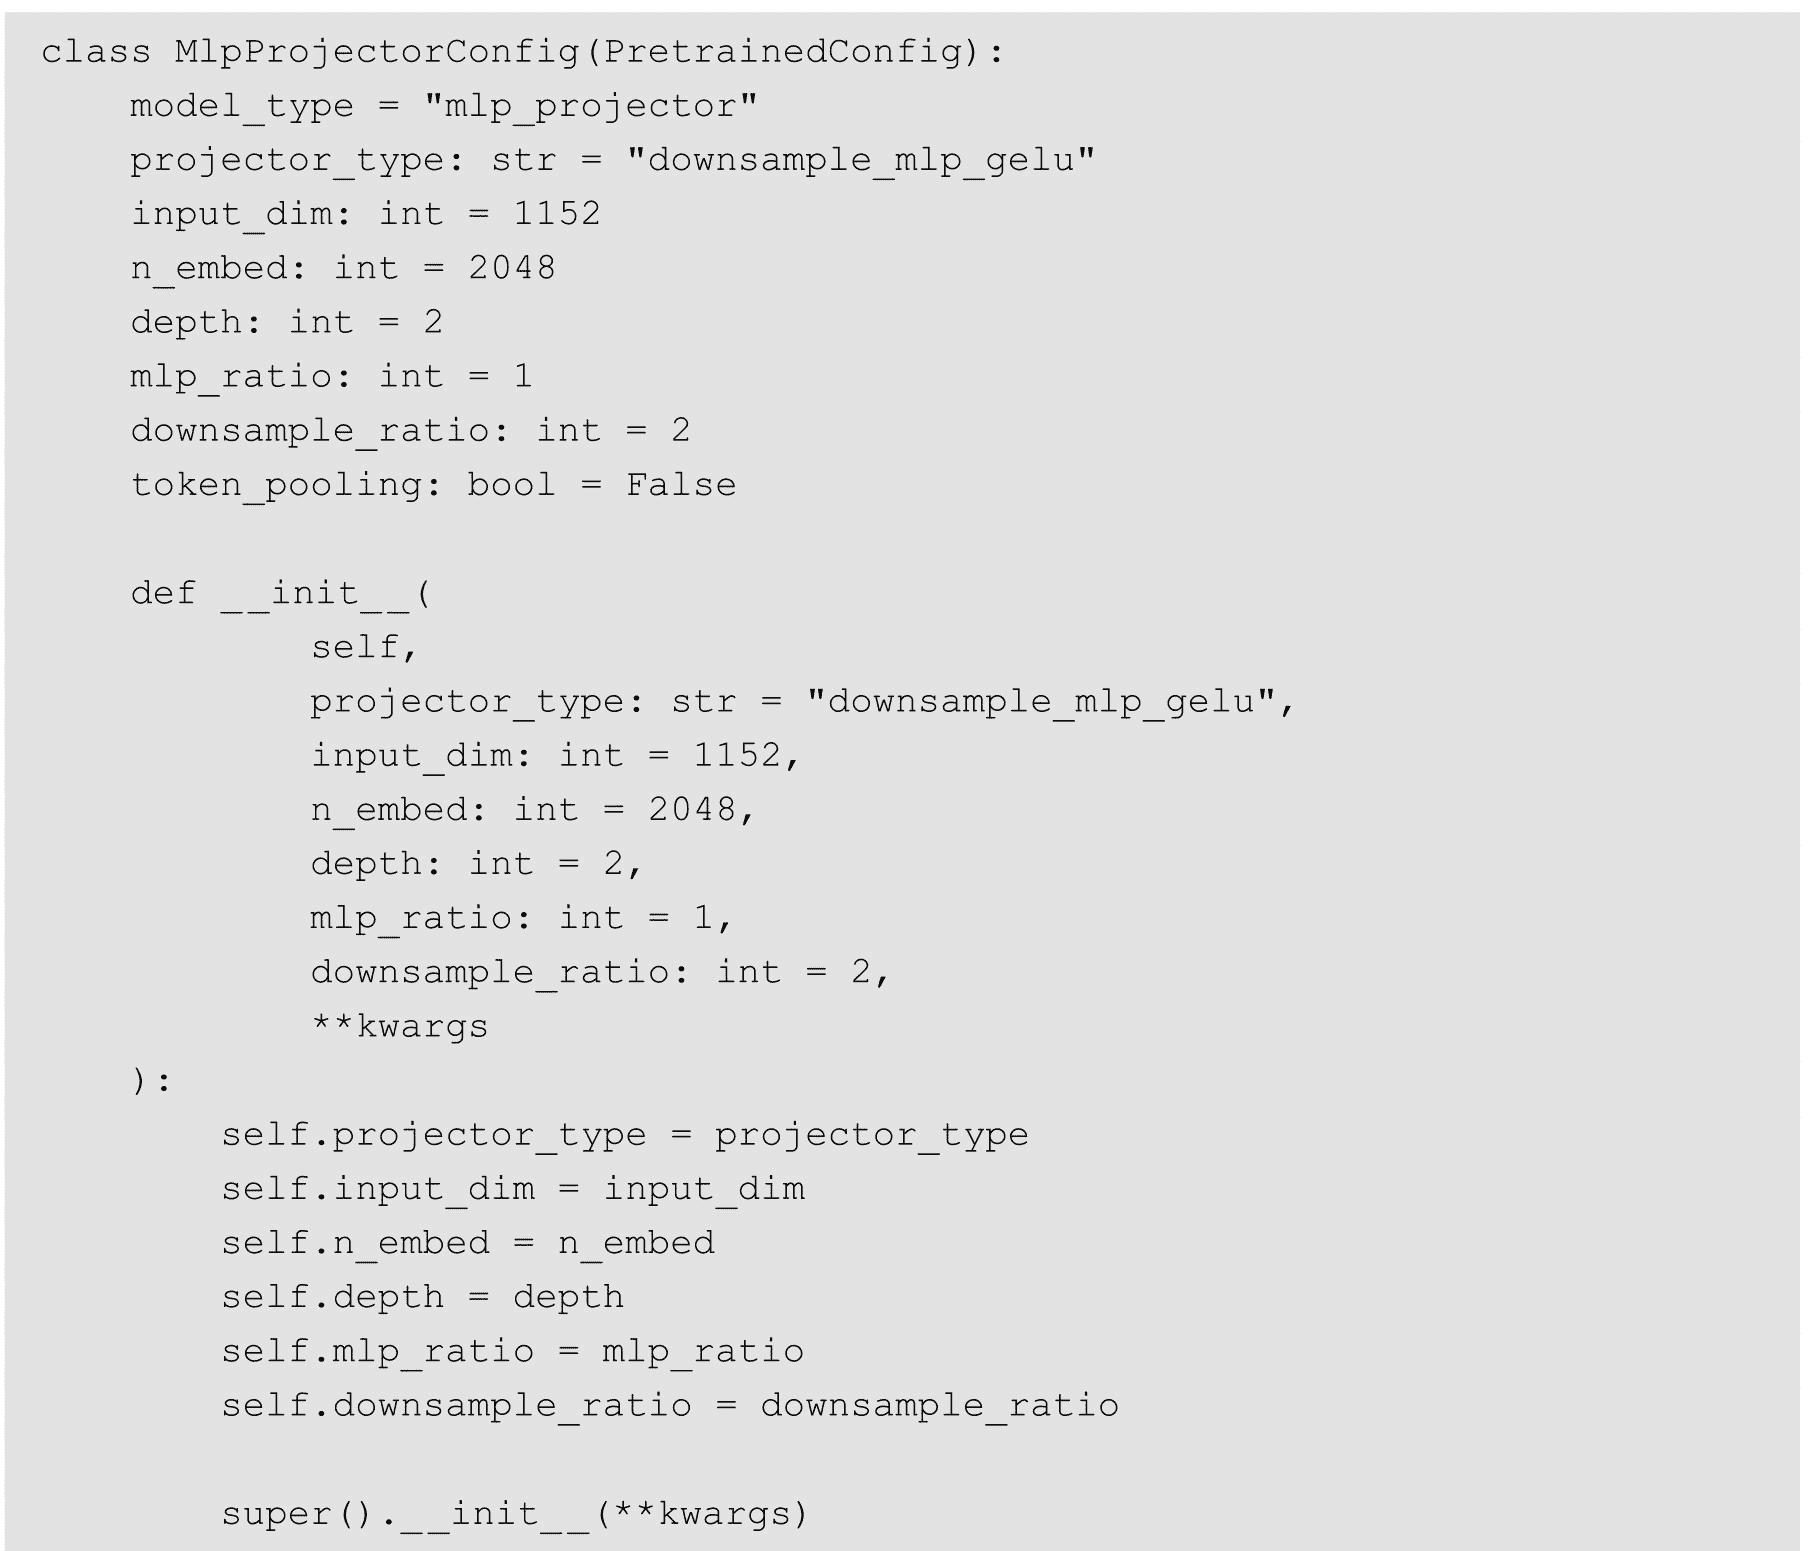 class MlpProjectorConfig(PretrainedConfig):
    model_type = "mlp_projector"
    projector_type: str = "downsample_mlp_gelu"
    input_dim: int = 1152
    n_embed: int = 2048
    depth: int = 2
    mlp_ratio: int = 1
    downsample_ratio: int = 2
    token_pooling: bool = False

    def __init__(
            self,
            projector_type: str = "downsample_mlp_gelu",
            input_dim: int = 1152,
            n_embed: int = 2048,
            depth: int = 2,
            mlp_ratio: int = 1,
            downsample_ratio: int = 2,
            **kwargs
    ):
        self.projector_type = projector_type
        self.input_dim = input_dim
        self.n_embed = n_embed
        self.depth = depth
        self.mlp_ratio = mlp_ratio
        self.downsample_ratio = downsample_ratio

        super().__init__(**kwargs)